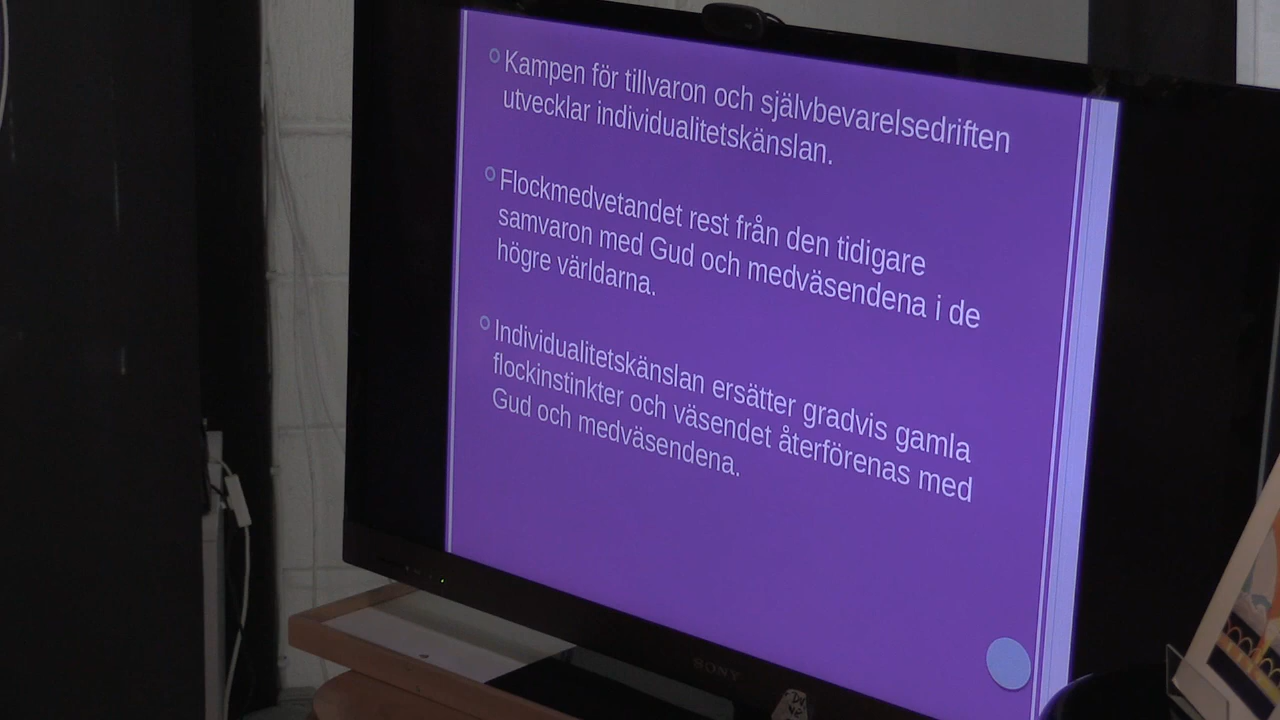 Kampen för tillvaron och självbevarelsedriften
utvecklar individualitetskänslan.
Flockmedvetandet rest från den tidigare
samvaron med Gud och medväsendena i de
högre världarna.
Individualitetskänslan ersätter gradvis gamla
flockinstinkter och väsendet återförenas med
Gud och medväsendena.
SONY